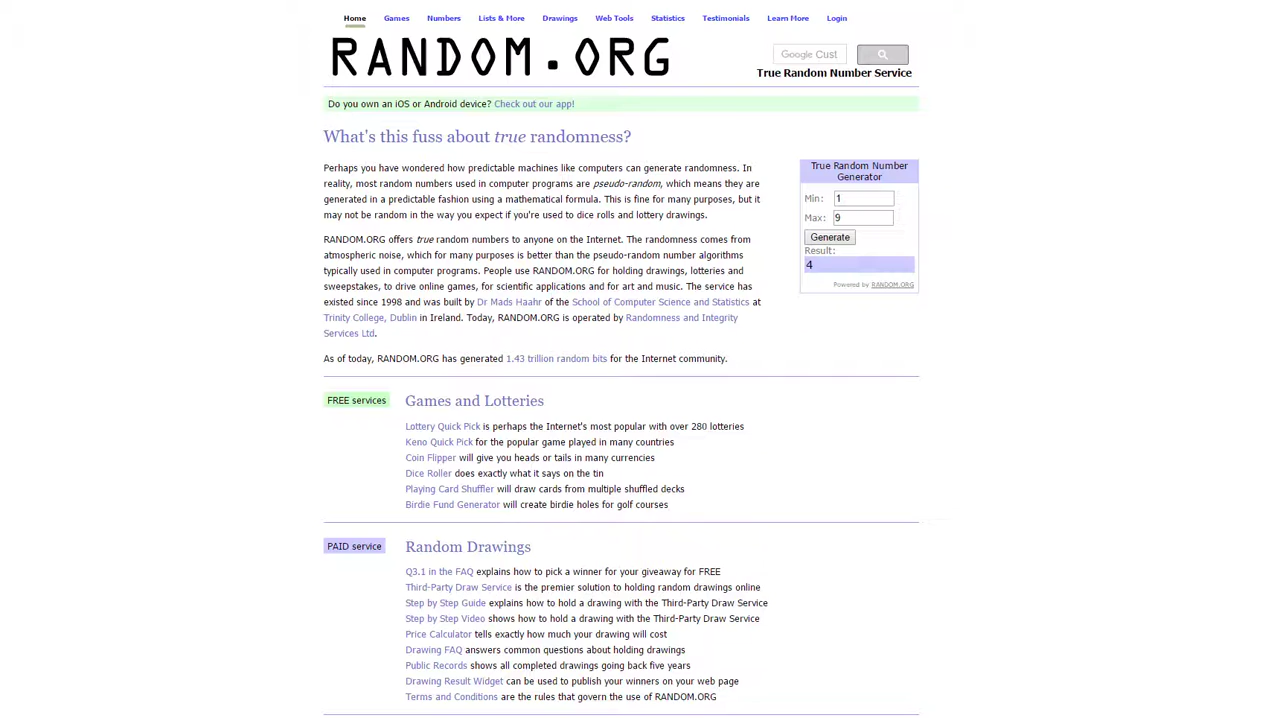 Home Games Numbers Lists & More Drawings Web Tools Statistics Testimonials Learn More Login
RANDOM.ORG
Google Cust
True Random Number Service
Do you own an iOS or Android device? Check out our app!
What's this fuss about true randomness?
Perhaps you have wondered how predictable machines like computers can generate randomness. In
reality, most random numbers used in computer programs are pseudo-random, which means they are
generated in a predictable fashion using a mathematical formula. This is fine for many purposes, but it
may not be random in the way you expect if you're used to dice rolls and lottery drawings.
RANDOM.ORG offers true random numbers to anyone on the Internet. The randomness comes from
atmospheric noise, which for many purposes is better than the pseudo-random number algorithms
typically used in computer programs. People use RANDOM.ORG for holding drawings, lotteries and
sweepstakes, to drive online games, for scientific applications and for art and music. The service has
existed since 1998 and was built by Dr Mads Haahr of the School of Computer Science and Statistics at
Trinity College, Dublin in Ireland. Today, RANDOM.ORG is operated by Randomness and Integrity
Services Ltd.
As of today, RANDOM.ORG has generated 1.43 trillion random bits for the Internet community.
True Random Number
Generator
Min: 1
Max: 9
Generate
Result:
4
Powered by RANDOM.ORG
FREE services
Games and Lotteries
Lottery Quick Pick is perhaps the Internet's most popular with over 280 lotteries
Keno Quick Pick for the popular game played in many countries
Coin Flipper will give you heads or tails in many currencies
Dice Roller does exactly what it says on the tin
Playing Card Shuffler will draw cards from multiple shuffled decks
Birdie Fund Generator will create birdie holes for golf courses
PAID service
Random Drawings
Q3.1 in the FAQ explains how to pick a winner for your giveaway for FREE
Third-Party Draw Service is the premier solution to holding random drawings online
Step by Step Guide explains how to hold a drawing with the Third-Party Draw Service
Step by Step Video shows how to hold a drawing with the Third-Party Draw Service
Price Calculator tells exactly how much your drawing will cost
Drawing FAQ answers common questions about holding drawings
Public Records shows all completed drawings going back five years
Drawing Result Widget can be used to publish your winners on your web page
Terms and Conditions are the rules that govern the use of RANDOM.ORG